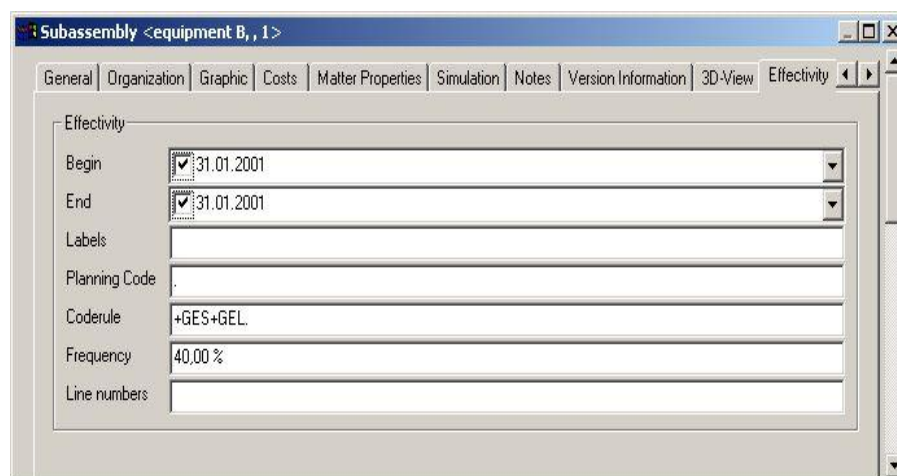 Subassembly <equipment B, , 1>
General Organization Graphic Costs Matter Properties Simulation Notes Version Information 3D-View Effectivity
Effectivity
Begin 31.01.2001
End 31.01.2001
Labels
Planning Code .
Coderule +GES+GEL.
Frequency 40,00 %
Line numbers